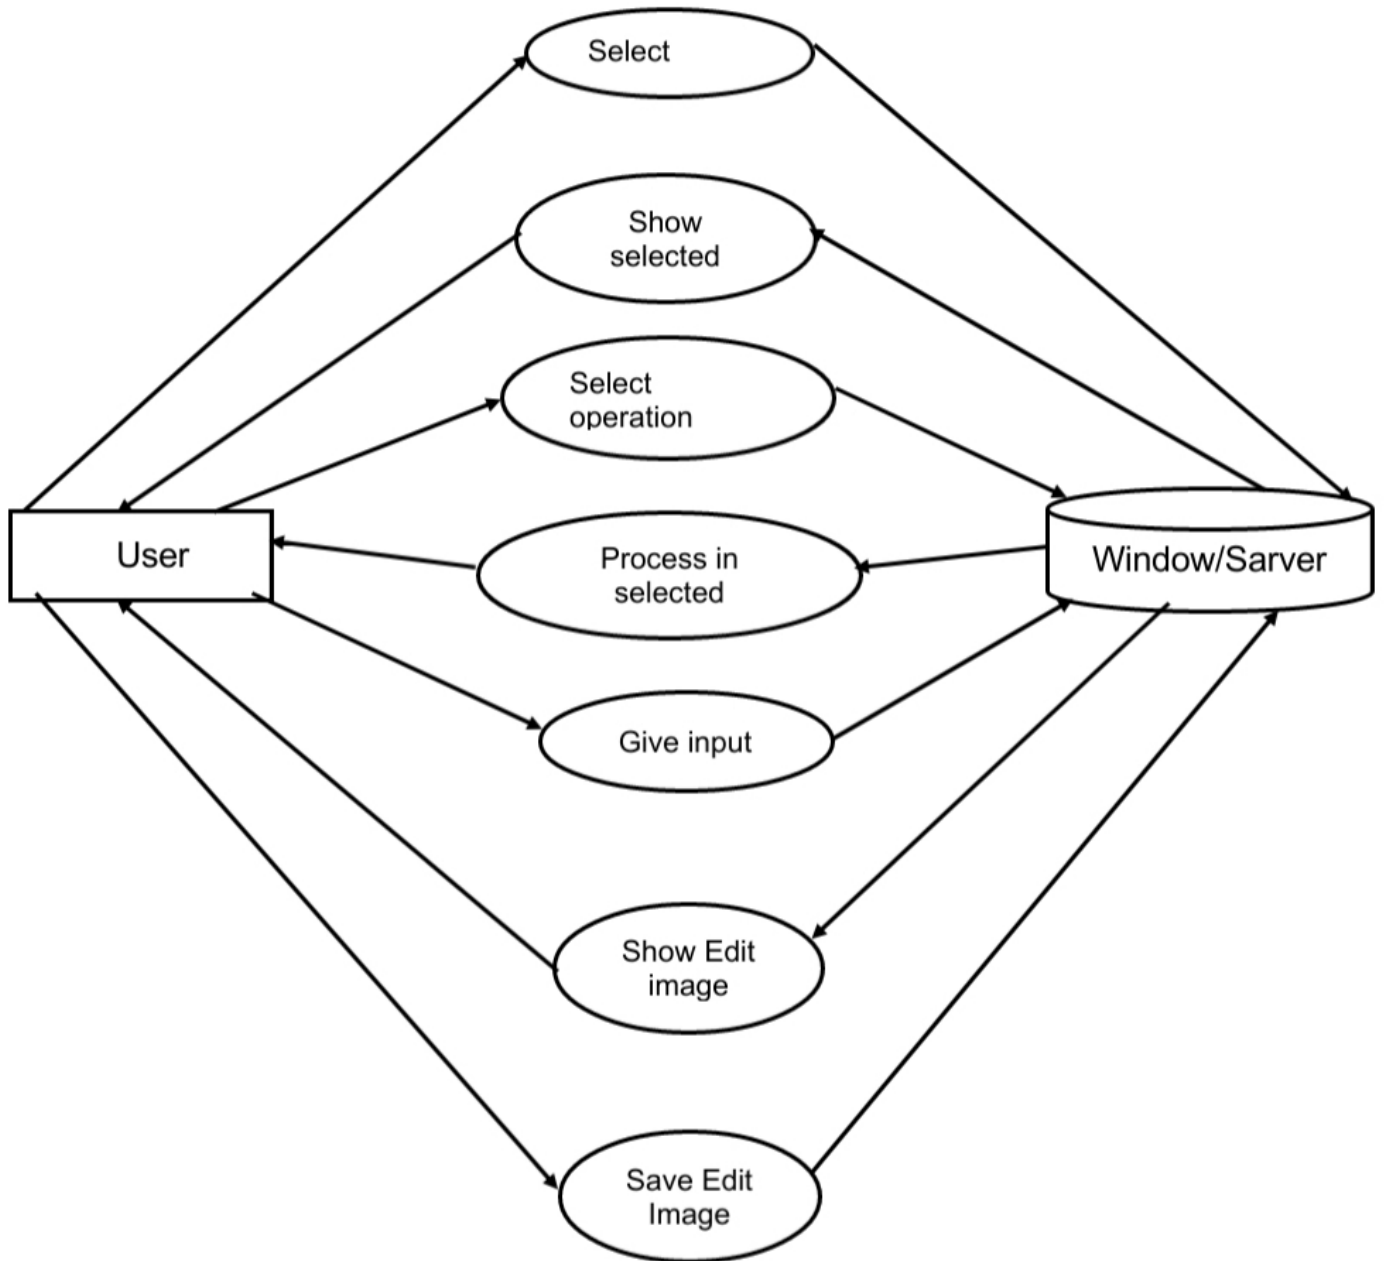 Select
Show
selected
Select
operation
User
Process in
selected
Window/Sarver
Give input
Show Edit
image
Save Edit
Image